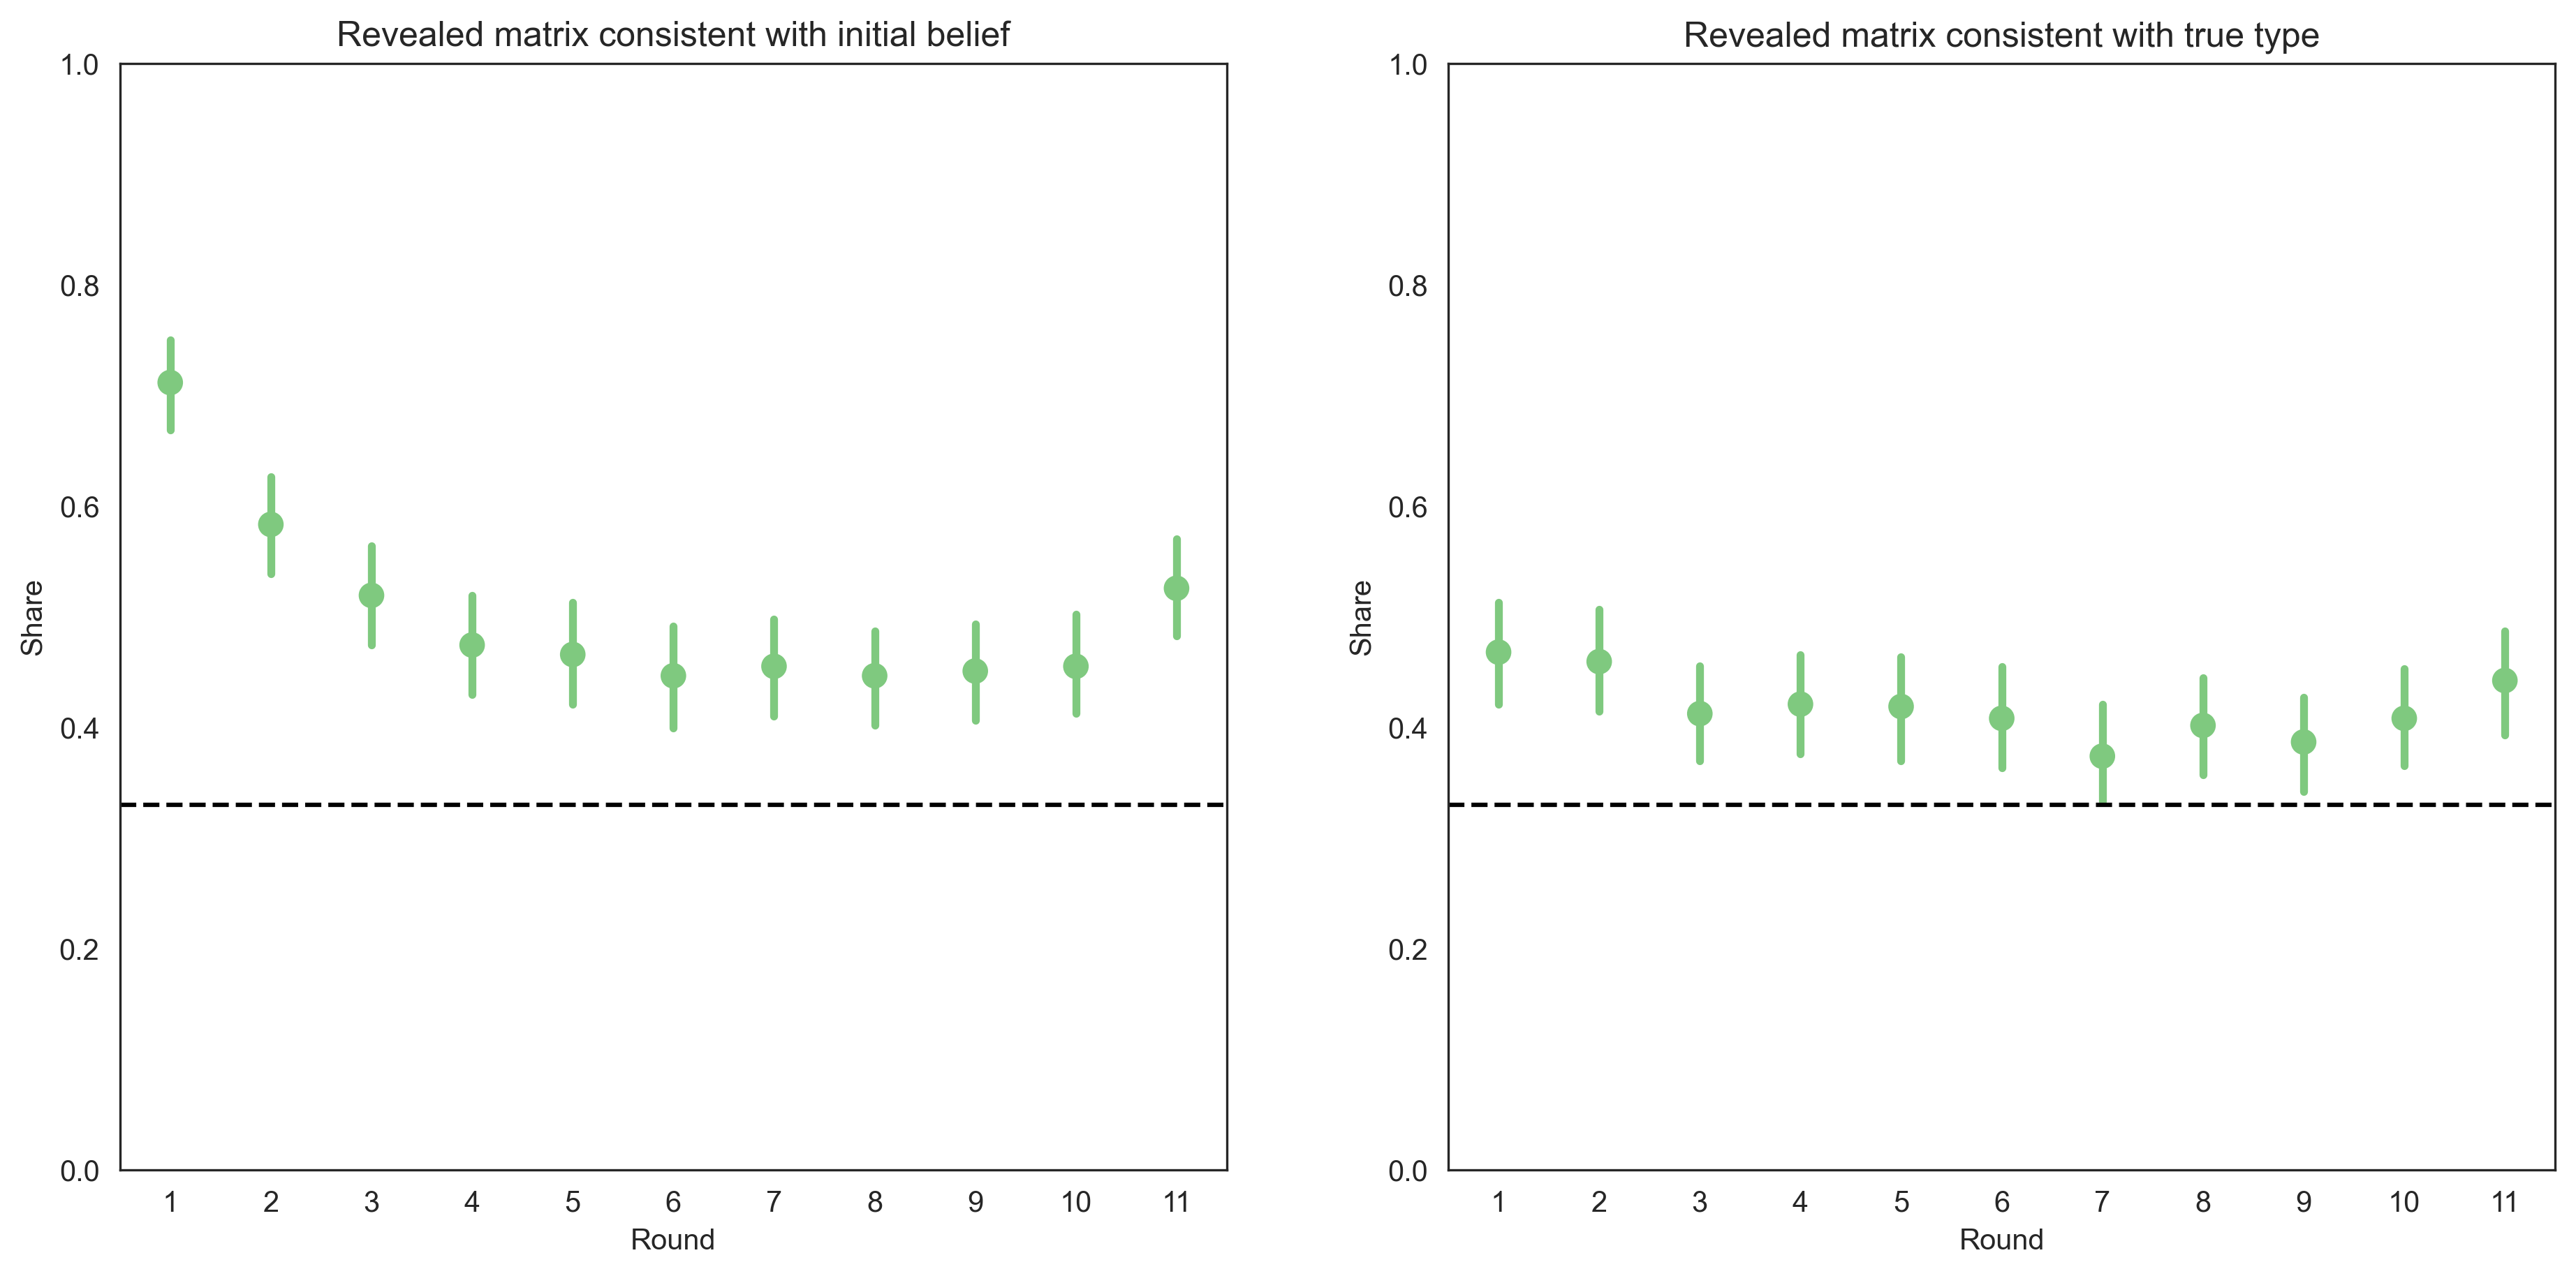 Revealed matrix consistent with initial belief
1.0
0.8
0.6
0.4
0.2
0.0
Share
1 2 3 4 5 6 7 8 9 10 11
Round
Revealed matrix consistent with true type
1.0
0.8
0.6
0.4
0.2
0.0
Share
1 2 3 4 5 6 7 8 9 10 11
Round